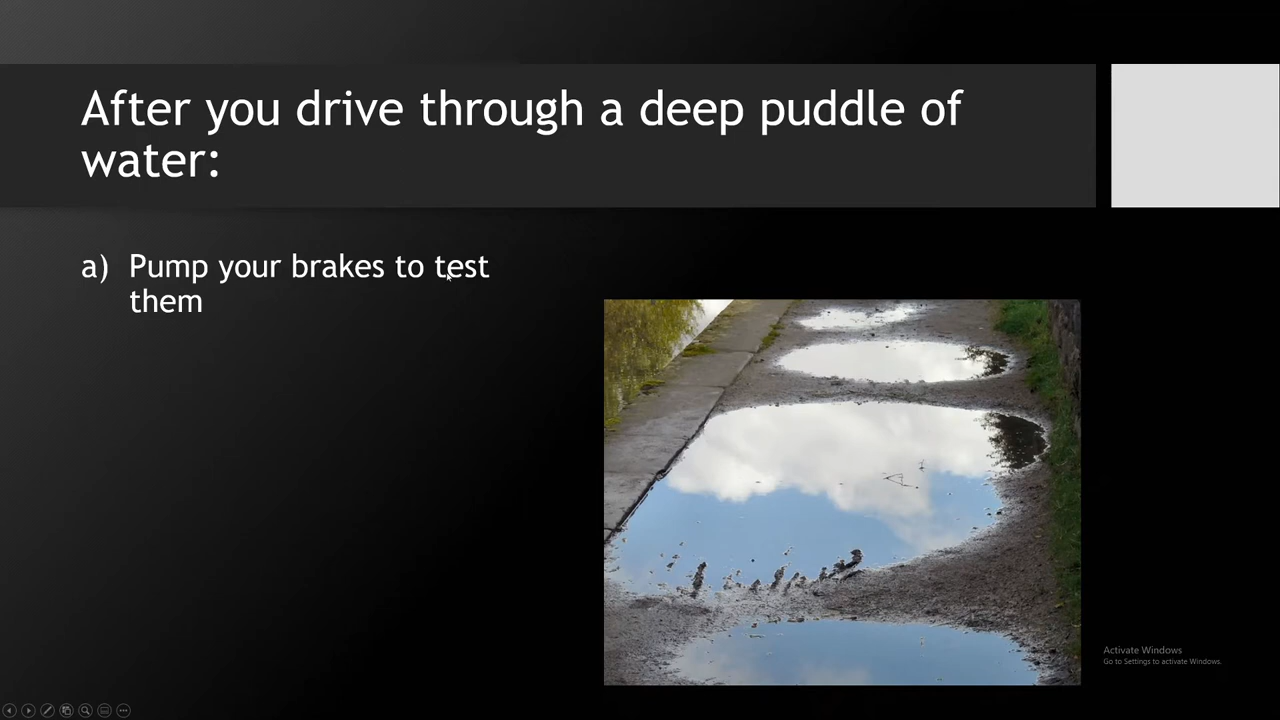 After you drive through a deep puddle of
water:
a) Pump your brakes to test
them
Activate Windows
Go to Settings to activate Windows.